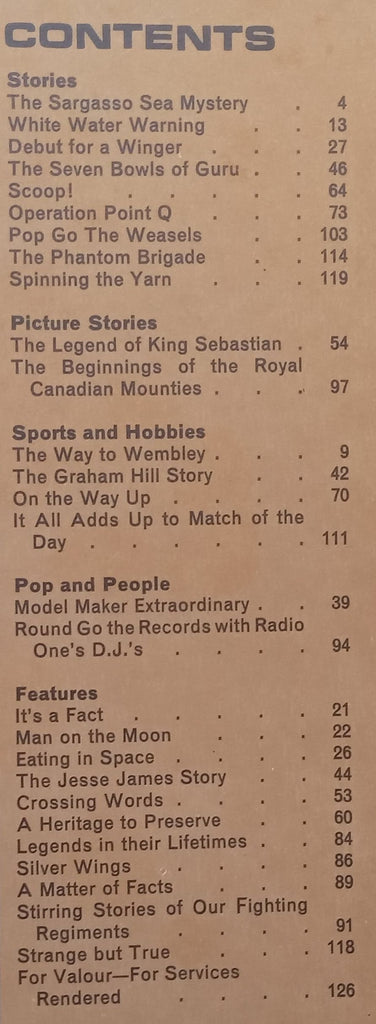 CONTENTS
Stories
The Sargasso Sea Mystery . 4
White Water Warning . . 13
Debut for a Winger . . . 27
The Seven Bowls of Guru . . 46
Scoop! . . . . . 64
Operation Point Q . . . 73
Pop Go The Weasels . . 103
The Phantom Brigade . . 114
Spinning the Yarn . . . 119
Picture Stories
The Legend of King Sebastian . 54
The Beginnings of the Royal
Canadian Mounties . . . 97
Sports and Hobbies
The Way to Wembley . . . 9
The Graham Hill Story . . 42
On the Way Up . . . . 70
It All Adds Up to Match of the
Day . . . . . . 111
Pop and People
Model Maker Extraordinary . . 39
Round Go the Records with Radio
One's D.J.'s . . . . 94
Features
It's a Fact . . . . . 21
Man on the Moon . . . 22
Eating in Space . . . . 26
The Jesse James Story . . 44
Crossing Words . . . . 53
A Heritage to Preserve . . 60
Legends in their Lifetimes . . 84
Silver Wings . . . . 86
A Matter of Facts . . . 89
Stirring Stories of Our Fighting
Regiments . . . . 91
Strange but True . . . 118
For Valour—For Services
Rendered . . . . 126